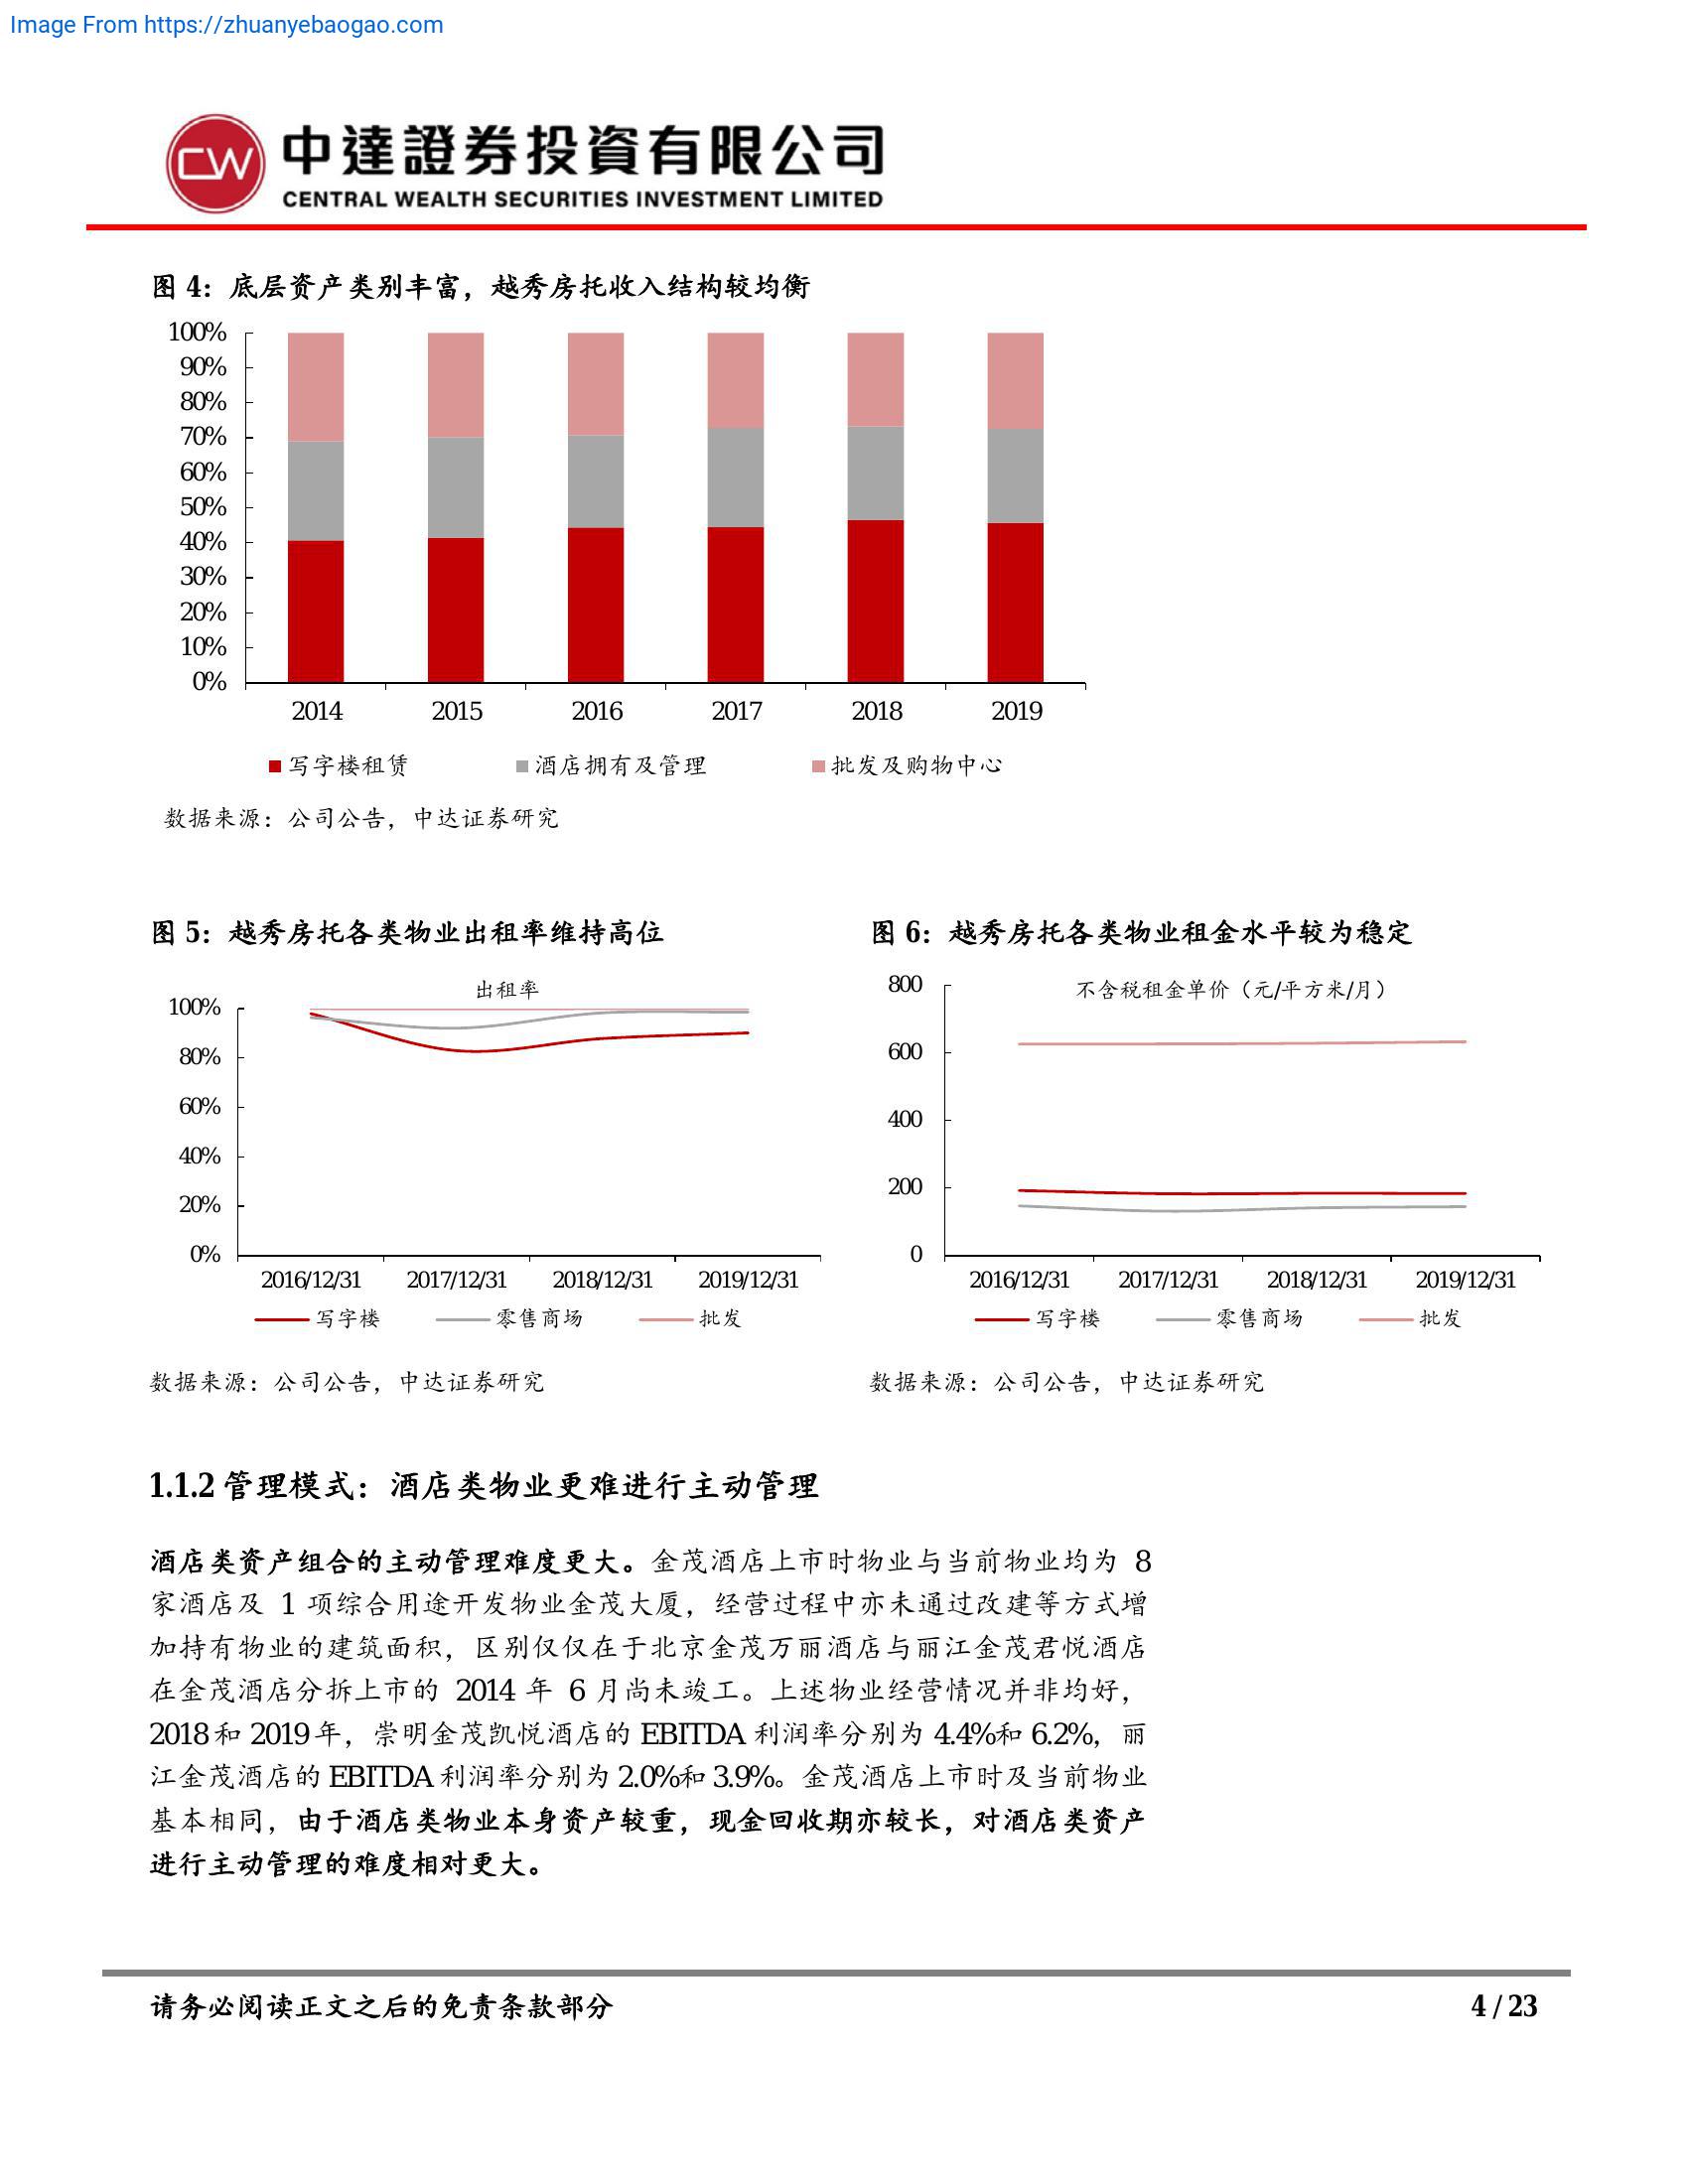 Image From https://zhuanyebaogao.com
CW
中達證券投資有限公司
CENTRAL WEALTH SECURITIES INVESTMENT LIMITED
图 4：底层资产类别丰富，越秀房托收入结构较均衡
100%
90%
80%
70%
60%
50%
40%
30%
20%
10%
0%
2014 2015 2016 2017 2018 2019
写字楼租赁 酒店拥有及管理 批发及购物中心
数据来源：公司公告，中达证券研究
图 5：越秀房托各类物业出租率维持高位
出租率
100%
80%
60%
40%
20%
0%
2016/12/31 2017/12/31 2018/12/31 2019/12/31
写字楼 零售商场 批发
数据来源：公司公告，中达证券研究
图 6：越秀房托各类物业租金水平较为稳定
不含税租金单价（元/平方米/月）
800
600
400
200
0
2016/12/31 2017/12/31 2018/12/31 2019/12/31
写字楼 零售商场 批发
数据来源：公司公告，中达证券研究
1.1.2 管理模式：酒店类物业更难进行主动管理
酒店类资产组合的主动管理难度更大。金茂酒店上市时物业与当前物业均为 8
家酒店及 1 项综合用途开发物业金茂大厦，经营过程中亦未通过改建等方式增
加持有物业的建筑面积，区别仅仅在于北京金茂万丽酒店与丽江金茂君悦酒店
在金茂酒店分拆上市的 2014 年 6 月尚未竣工。上述物业经营情况并非均好，
2018 和 2019 年，崇明金茂凯悦酒店的 EBITDA 利润率分别为 4.4%和 6.2%，丽
江金茂酒店的 EBITDA 利润率分别为 2.0%和 3.9%。金茂酒店上市时及当前物业
基本相同，由于酒店类物业本身资产较重，现金回收期亦较长，对酒店类资产
进行主动管理的难度相对更大。
请务必阅读正文之后的免责条款部分
4 / 23